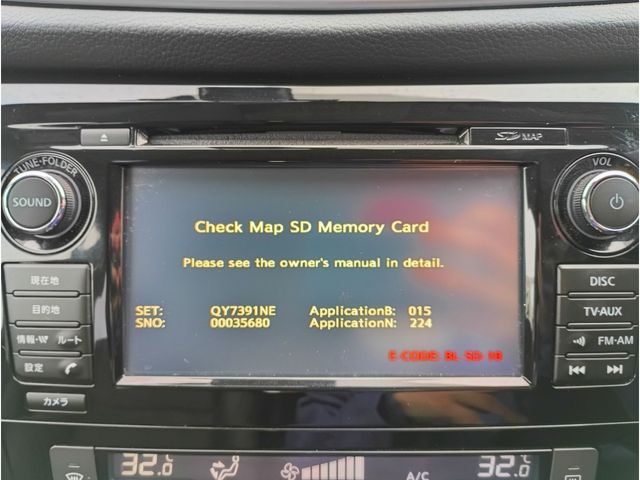 SD MAP
TUNE·FOLDER
SOUND
VOL
Check Map SD Memory Card
Please see the owner's manual in detail.
SET: QY7391NE ApplicationB: 015
SNO: 00035680 ApplicationN: 224
E-CODE: BL SD-18
現在地
目的地
情報·VV ルート
設定
カメラ
DISC
TV·AUX
FM·AM
32.0
A/C
32.0